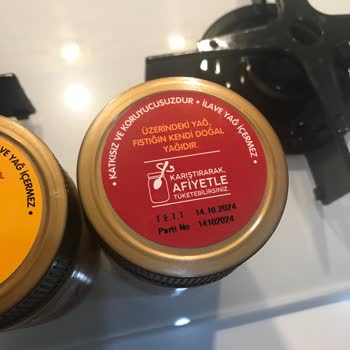 • KATKISIZ VE KORUYUCUSUZDUR • İLAVE YAĞ İÇERMEZ •
ÜZERİNDEKİ YAĞ,
FISTIĞIN KENDİ DOĞAL
YAĞIDIR.
KARIŞTIRARAK,
AFİYETLE
TÜKETEBİLİRSİNİZ.
T.E.T.T 14.10.2024
Parti No 14102024
VE YAĞ İÇERMEZ •